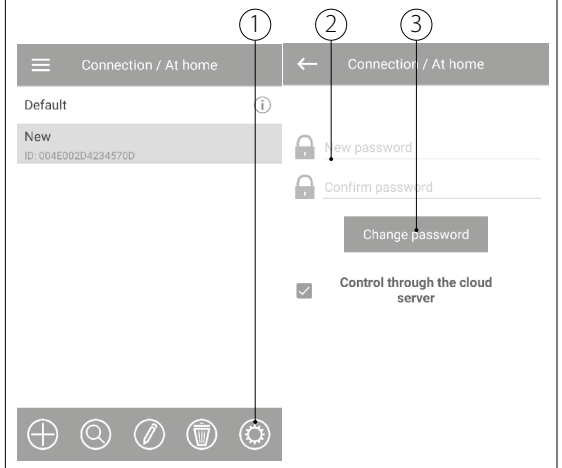 1
2
3
Connection / At home
Default
New
ID: 004E002D4234570D
Connection / At home
New password
Confirm password
Change password
Control through the cloud
server